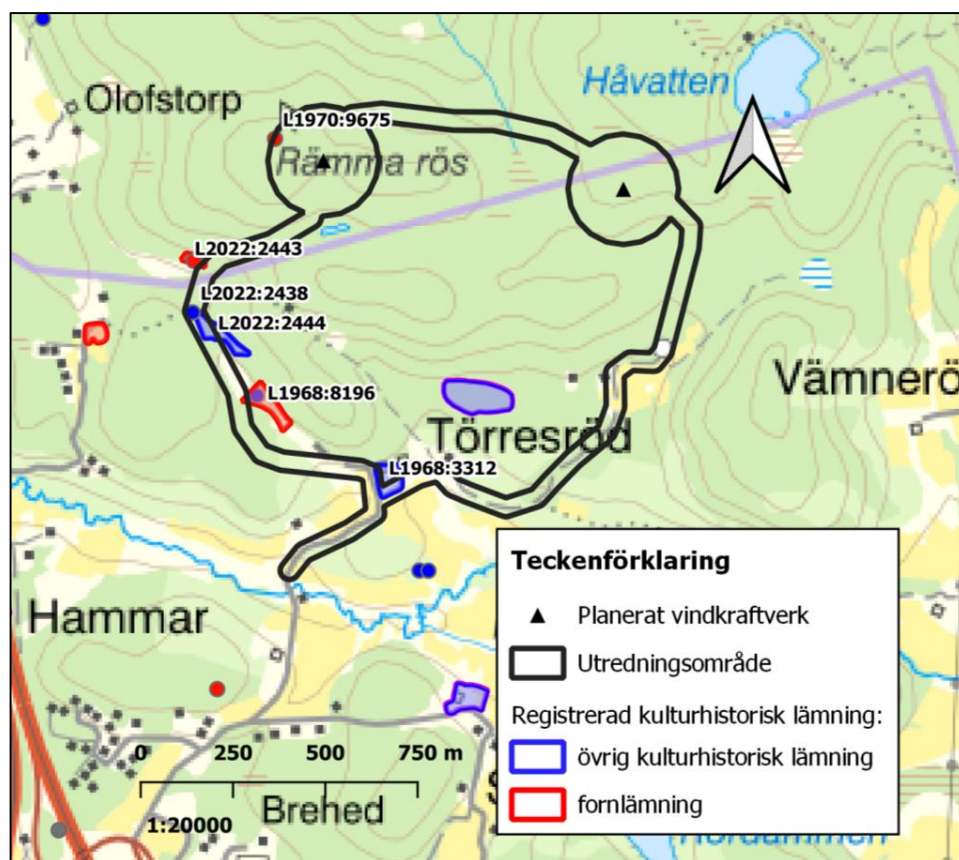 Olofstorp
Håvatten
L1970:9675
Rämma rös
L2022:2443
L2022:2438
L2022:2444
L1968:8196
Vämnerö
Törresröd
L1968:3312
Hammar
Teckenförklaring
Planerat vindkraftverk
Utredningsområde
Registrerad kulturhistorisk lämning:
övrig kulturhistorisk lämning
fornlämning
0 250 500 750 m
Brehed
1:20000